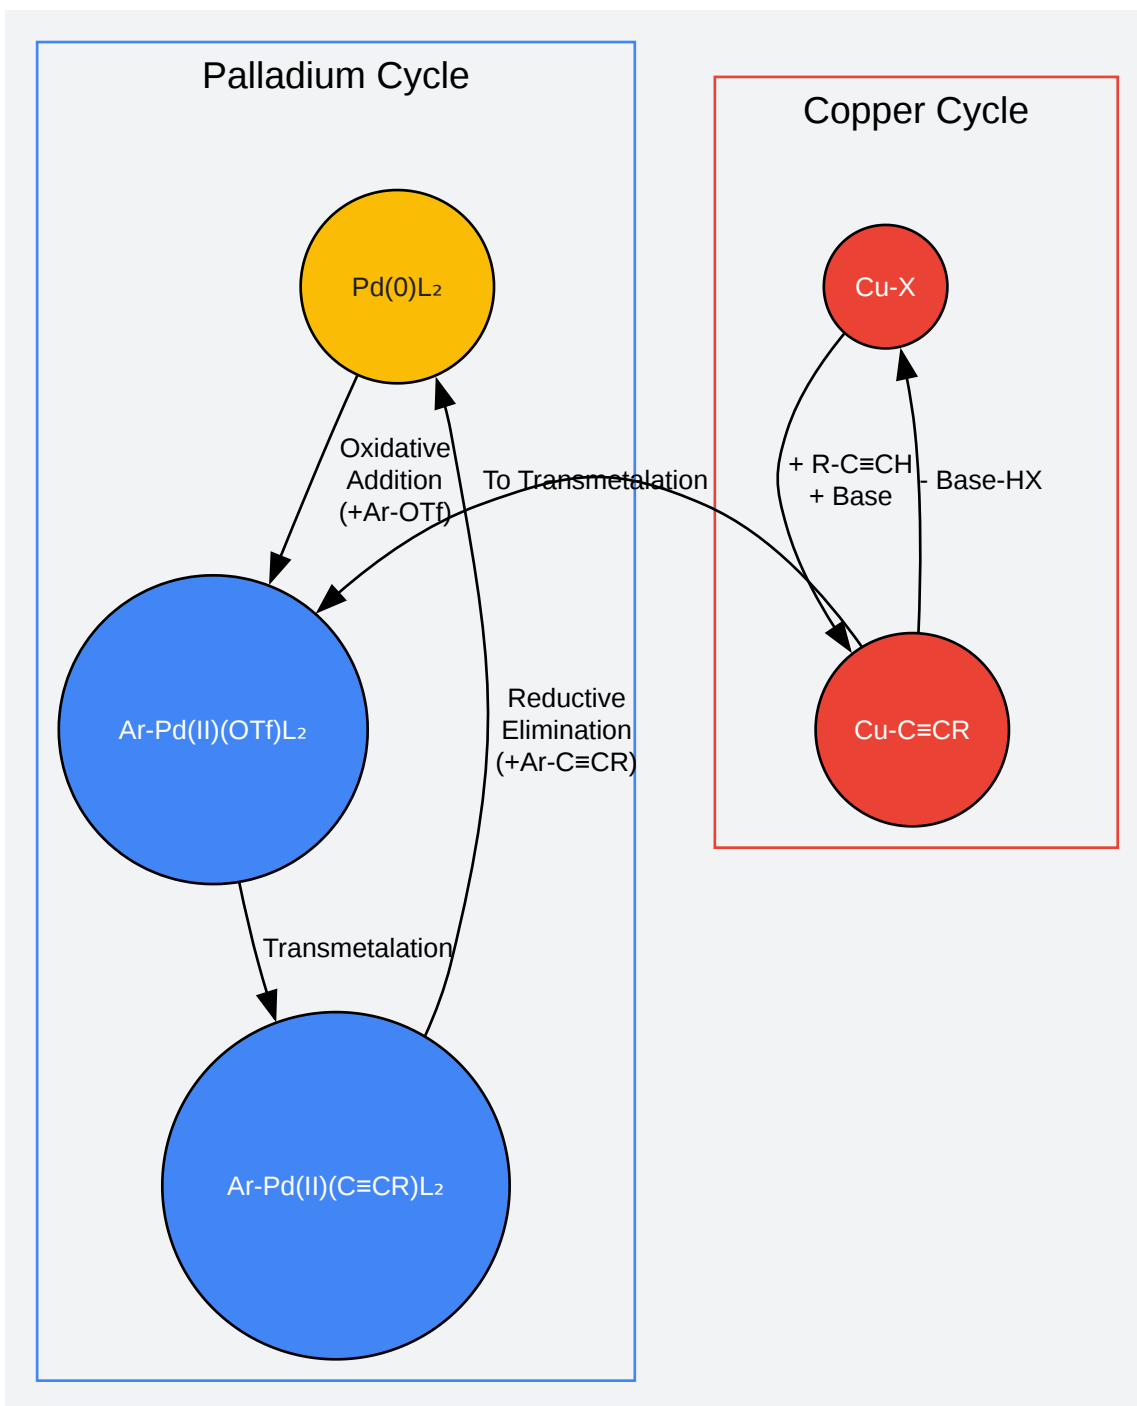 Palladium Cycle
Copper Cycle
Pd(0)L₂
Cu-X
Oxidative
Addition
(+Ar-OTf)
To Transmetalation
+ R-C≡CH
+ Base
- Base-HX
Ar-Pd(II)(OTf)L₂
Reductive
Elimination
(+Ar-C≡CR)
Cu-C≡CR
Transmetalation
Ar-Pd(II)(C≡CR)L₂